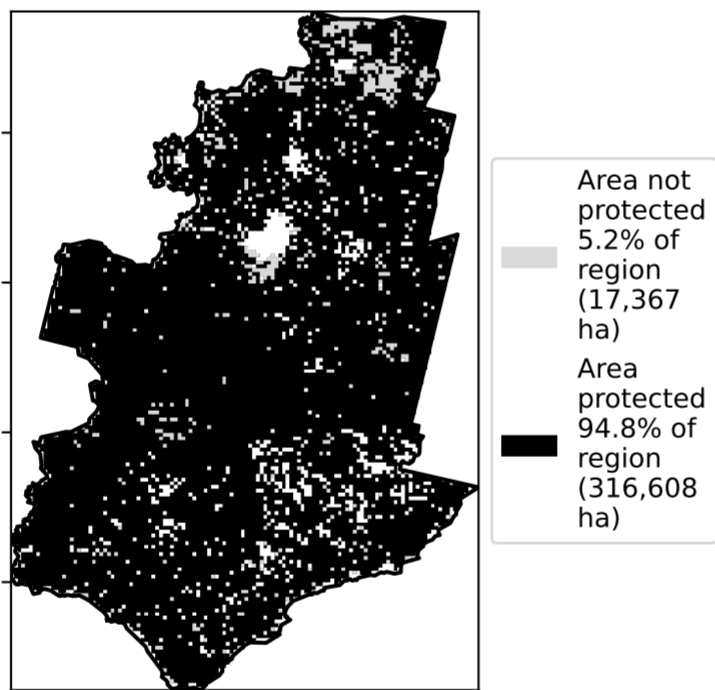 Area not
protected
5.2% of
region
(17,367
ha)
Area
protected
94.8% of
region
(316,608
ha)